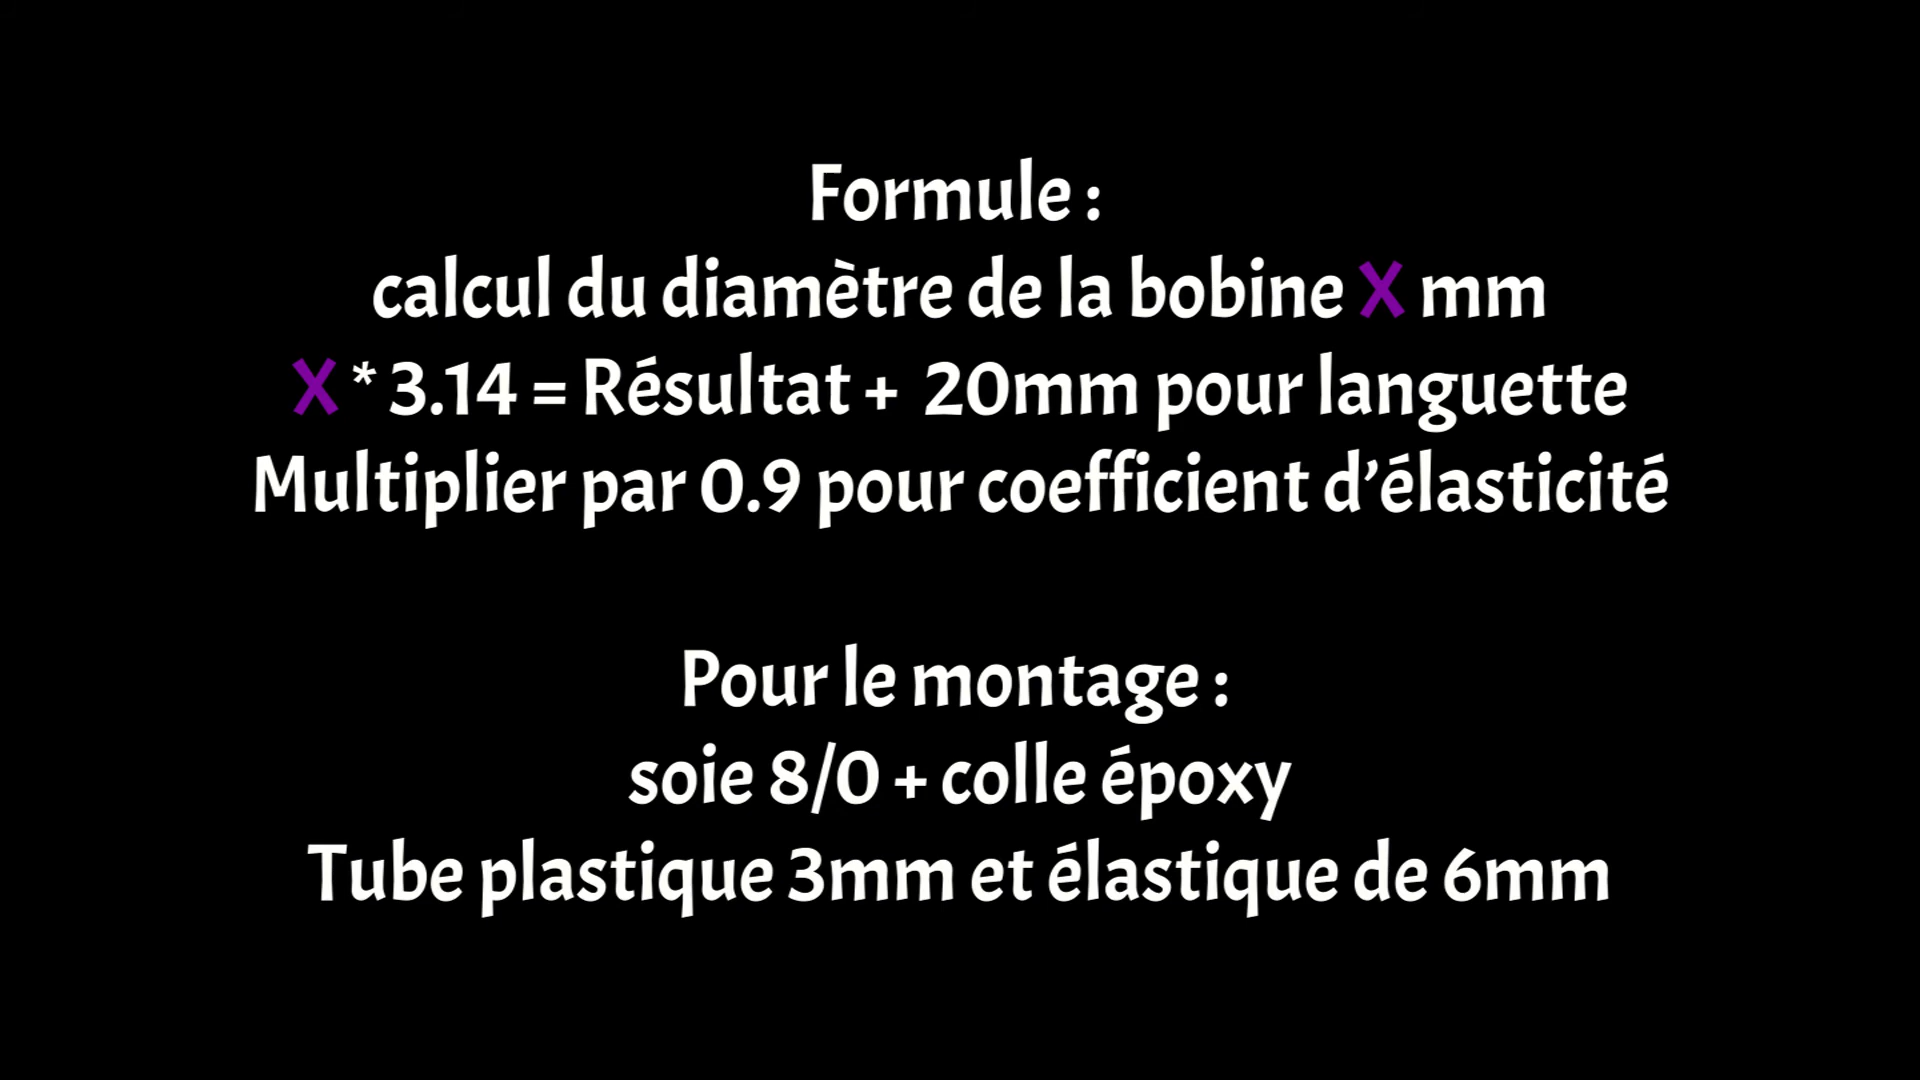 Formule :
calcul du diamètre de la bobine X mm
X * 3.14 = Résultat + 20mm pour languette
Multiplier par 0.9 pour coefficient d’élasticité
Pour le montage :
soie 8/0 + colle époxy
Tube plastique 3mm et élastique de 6mm